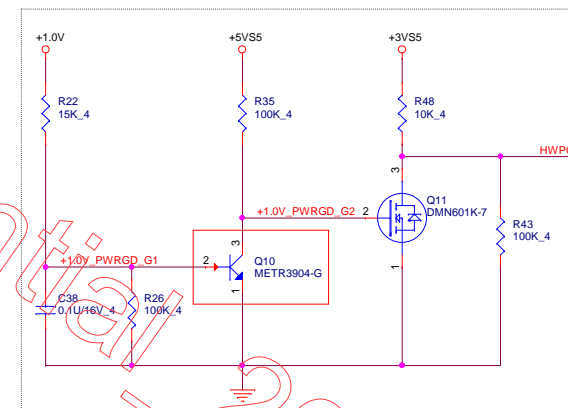 +1.0V
+5VS5
+3VS5
R22
15K_4
R35
100K_4
R48
10K_4
3
HWPG
+1.0V_PWRGD_G2
2
Q11
DMN601K-7
R43
100K_4
+1.0V_PWRGD_G1
2
3
Q10
METR3904-G
1
1
C38
0.1U/16V_4
R26
100K_4